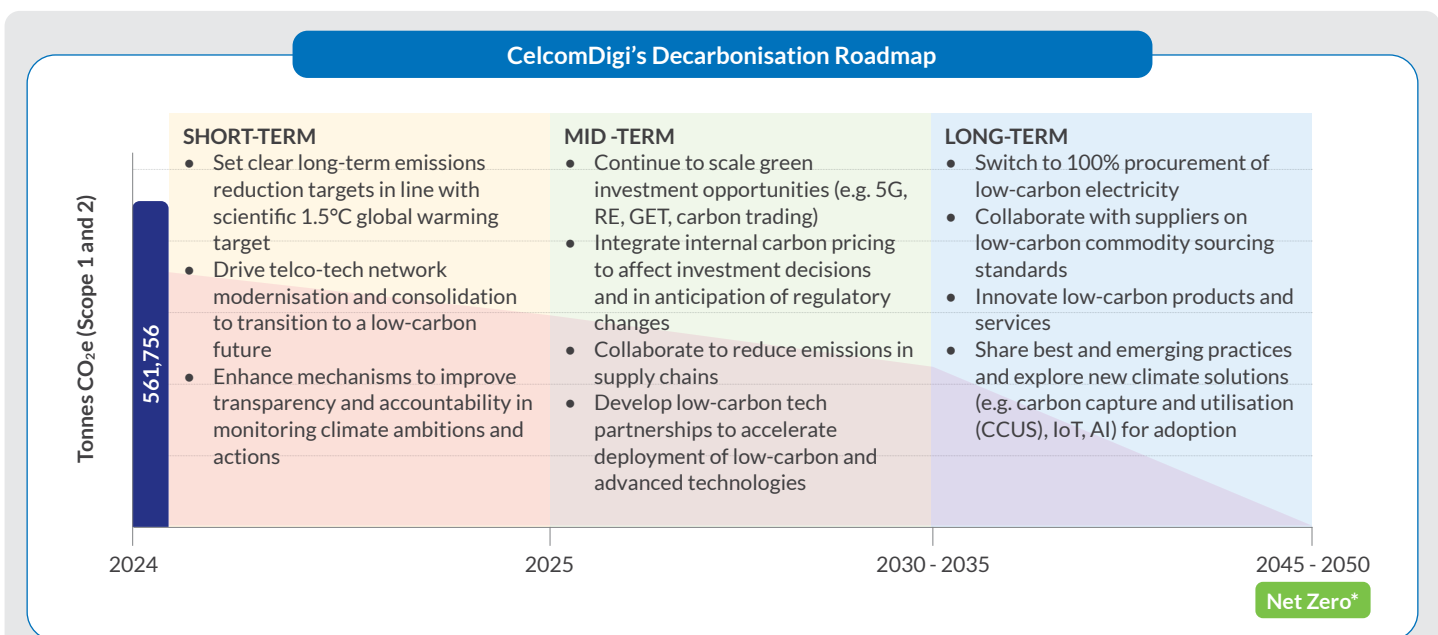 CelcomDigi's Decarbonisation Roadmap
Tonnes CO₂e (Scope 1 and 2)
561,756
SHORT-TERM
• Set clear long-term emissions
reduction targets in line with
scientific 1.5°C global warming
target
• Drive telco-tech network
modernisation and consolidation
to transition to a low-carbon
future
• Enhance mechanisms to improve
transparency and accountability in
monitoring climate ambitions and
actions
MID -TERM
• Continue to scale green
investment opportunities (e.g. 5G,
RE, GET, carbon trading)
• Integrate internal carbon pricing
to affect investment decisions
and in anticipation of regulatory
changes
• Collaborate to reduce emissions in
supply chains
• Develop low-carbon tech
partnerships to accelerate
deployment of low-carbon and
advanced technologies
LONG-TERM
• Switch to 100% procurement of
low-carbon electricity
• Collaborate with suppliers on
low-carbon commodity sourcing
standards
• Innovate low-carbon products and
services
• Share best and emerging practices
and explore new climate solutions
(e.g. carbon capture and utilisation
(CCUS), IoT, AI) for adoption
2024
2025
2030 - 2035
2045 - 2050
Net Zero*